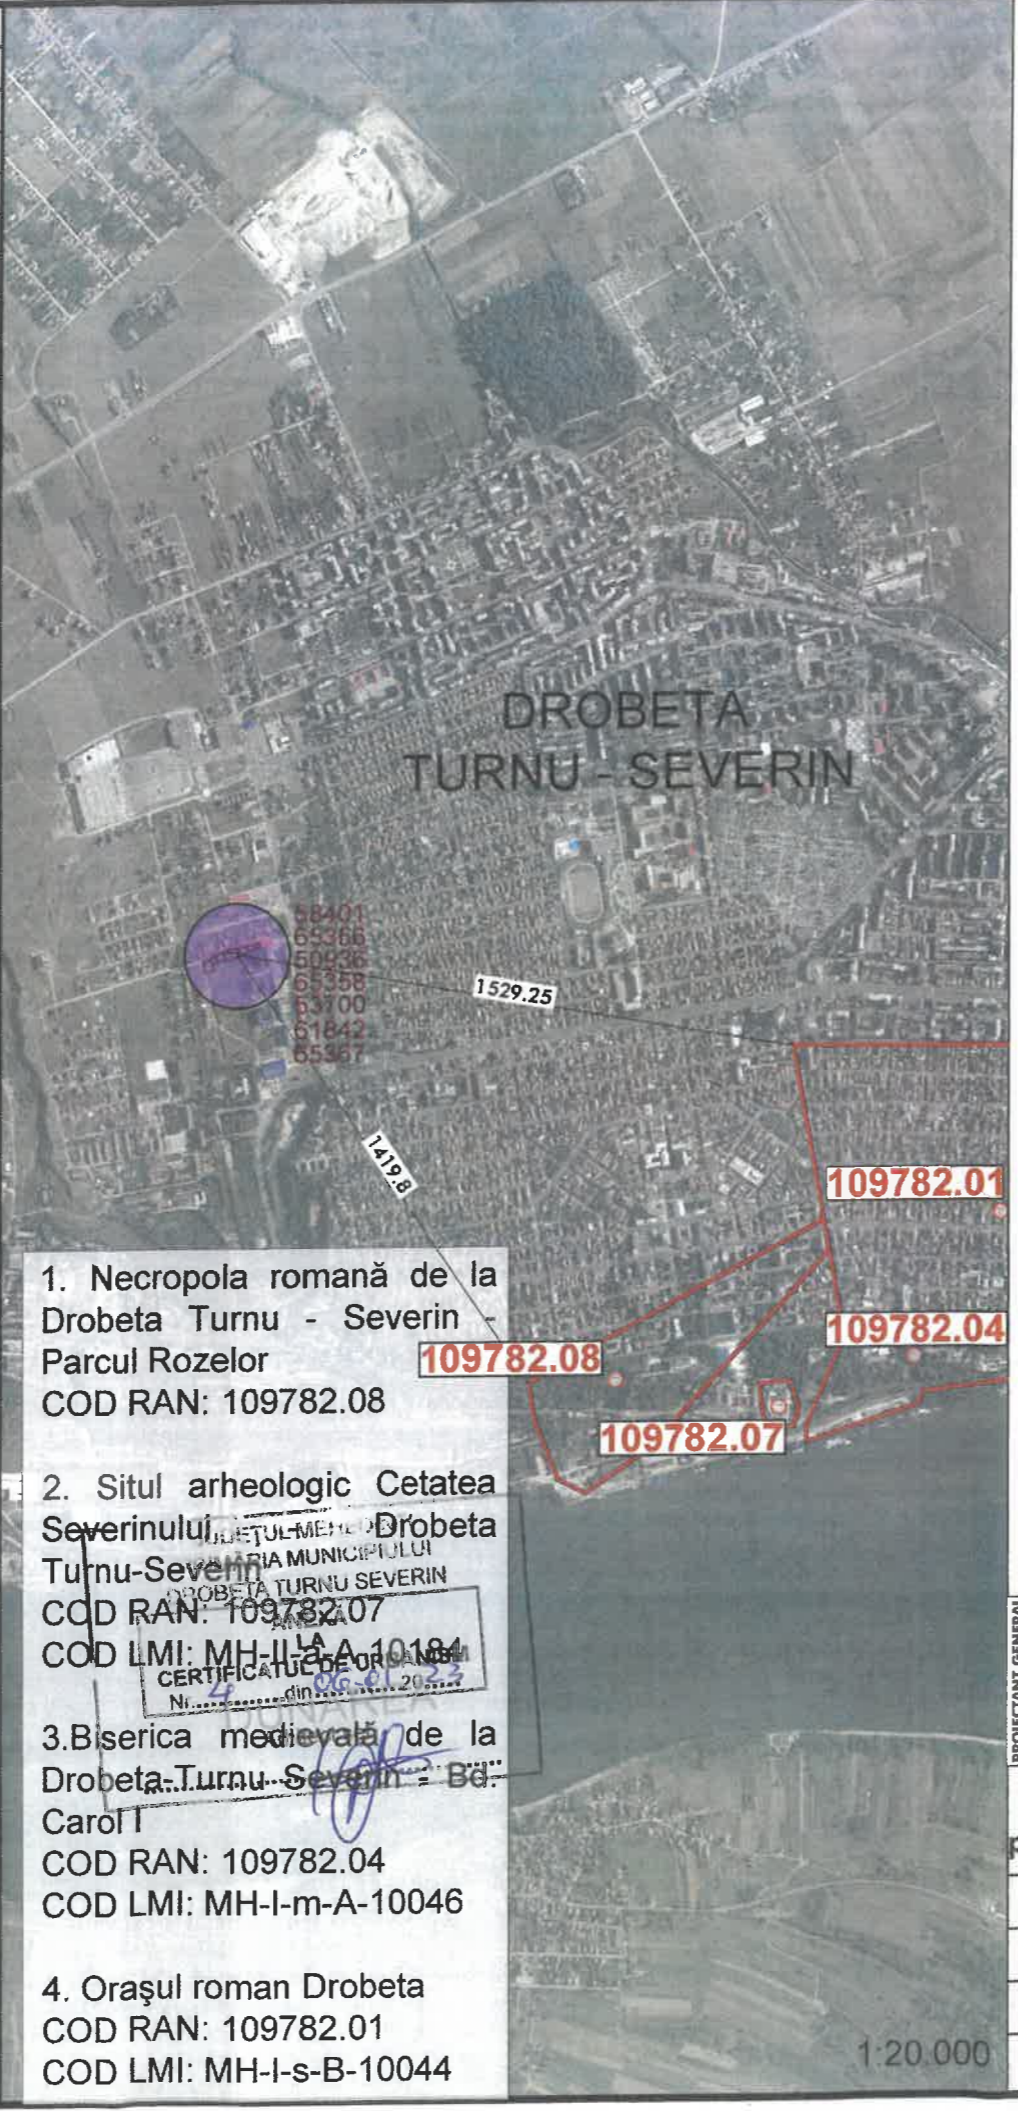 DROBETA
TURNU - SEVERIN
58401
65366
50936
65358
53700
61842
65367
1529.25
1419.8
109782.01
109782.04
109782.08
109782.07
1. Necropola romană de la
Drobeta Turnu - Severin -
Parcul Rozelor
COD RAN: 109782.08
2. Situl arheologic Cetatea
Severinului Drobeta
Turnu-Severin
COD RAN: 109782.07
COD LMI: MH-II-a-A-10184
3.Biserica medievală de la
Drobeta-Turnu Severin - Bd.
Carol I
COD RAN: 109782.04
COD LMI: MH-I-m-A-10046
4. Oraşul roman Drobeta
COD RAN: 109782.01
COD LMI: MH-I-s-B-10044
MUNICIPIULUI
DROBETA TURNU SEVERIN
ANEXA
LA
CERTIFICATUL DE URBANISM
Nr. 4 din 06-01 2023
1:20.000
PROIECTANT GENERAL